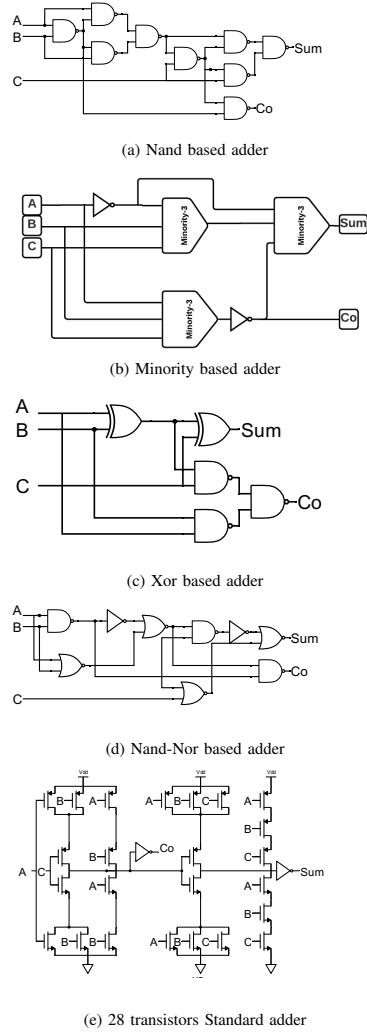 A
B
C
Sum
Co
(a) Nand based adder
A
B
C
Minority-3
Minority-3
Minority-3
Sum
Co
(b) Minority based adder
A
B
C
Sum
Co
(c) Xor based adder
A
B
C
Sum
Co
(d) Nand-Nor based adder
Vdd
Vdd
Vdd
B
A
A
B
C
A
B
B
Co
A
C
C
Sum
A
A
B
B
B
A
B
C
C
(e) 28 transistors Standard adder